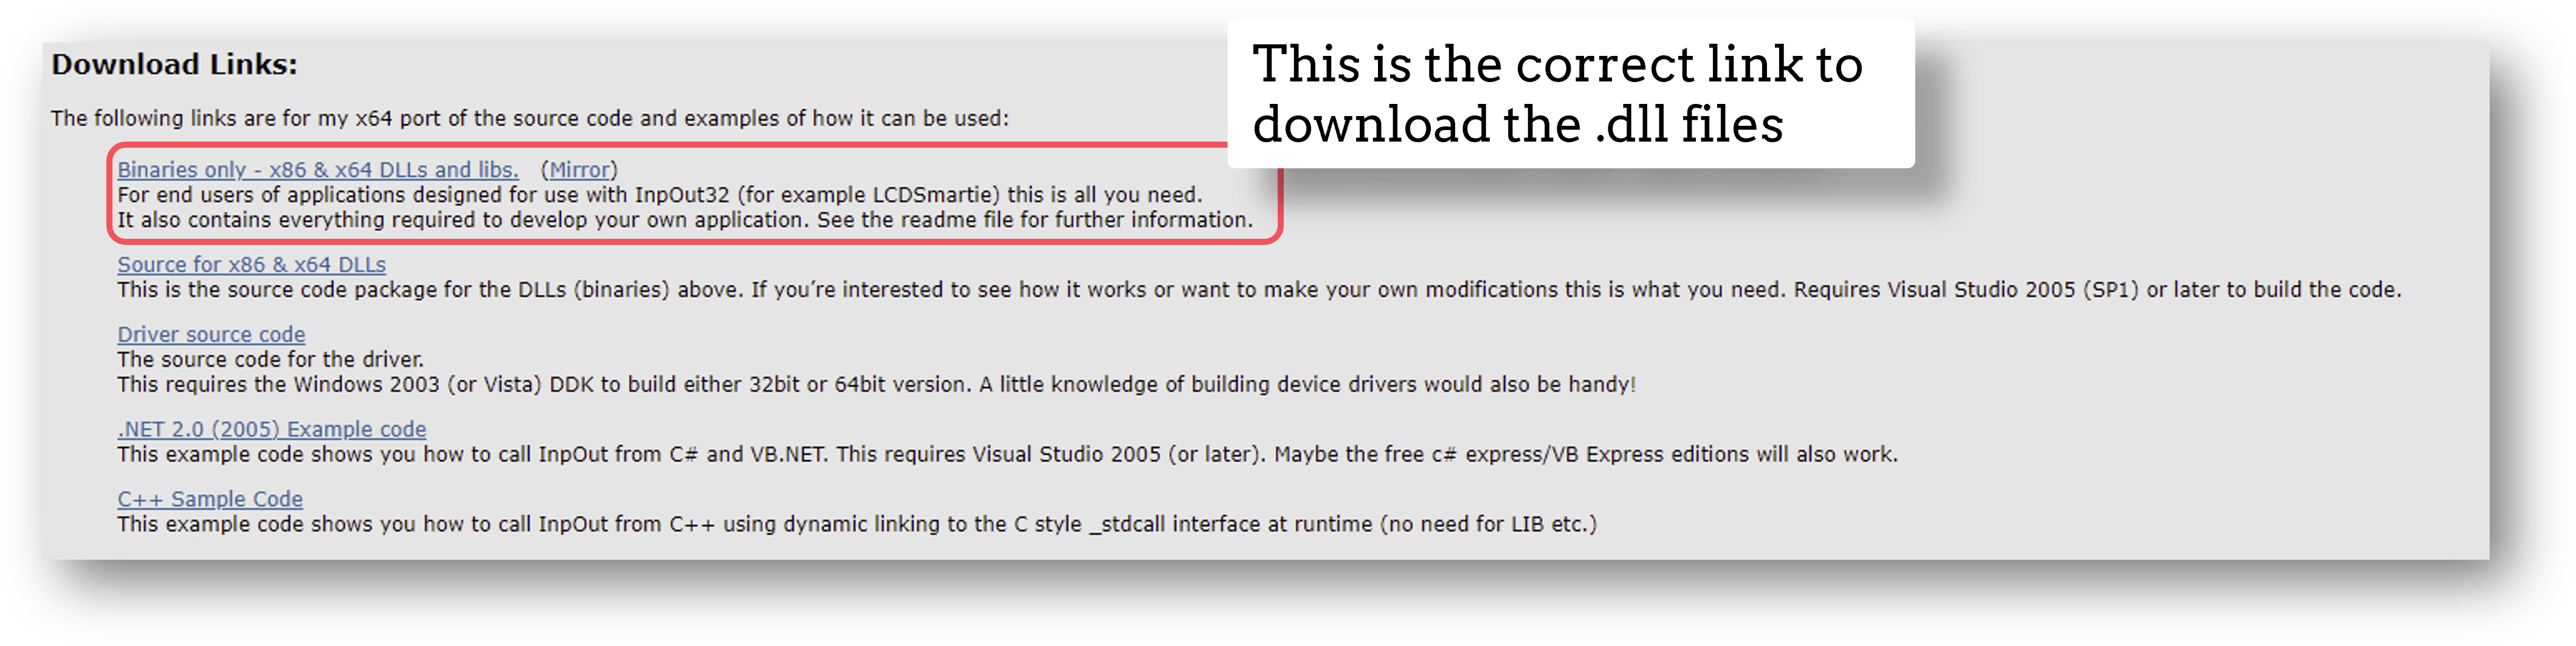 Download Links:
This is the correct link to
download the .dll files
The following links are for my x64 port of the source code and examples of how it can be used:
Binaries only - x86 & x64 DLLs and libs. (Mirror)
For end users of applications designed for use with InpOut32 (for example LCDSmartie) this is all you need.
It also contains everything required to develop your own application. See the readme file for further information.
Source for x86 & x64 DLLs
This is the source code package for the DLLs (binaries) above. If you’re interested to see how it works or want to make your own modifications this is what you need. Requires Visual Studio 2005 (SP1) or later to build the code.
Driver source code
The source code for the driver.
This requires the Windows 2003 (or Vista) DDK to build either 32bit or 64bit version. A little knowledge of building device drivers would also be handy!
.NET 2.0 (2005) Example code
This example code shows you how to call InpOut from C# and VB.NET. This requires Visual Studio 2005 (or later). Maybe the free c# express/VB Express editions will also work.
C++ Sample Code
This example code shows you how to call InpOut from C++ using dynamic linking to the C style _stdcall interface at runtime (no need for LIB etc.)